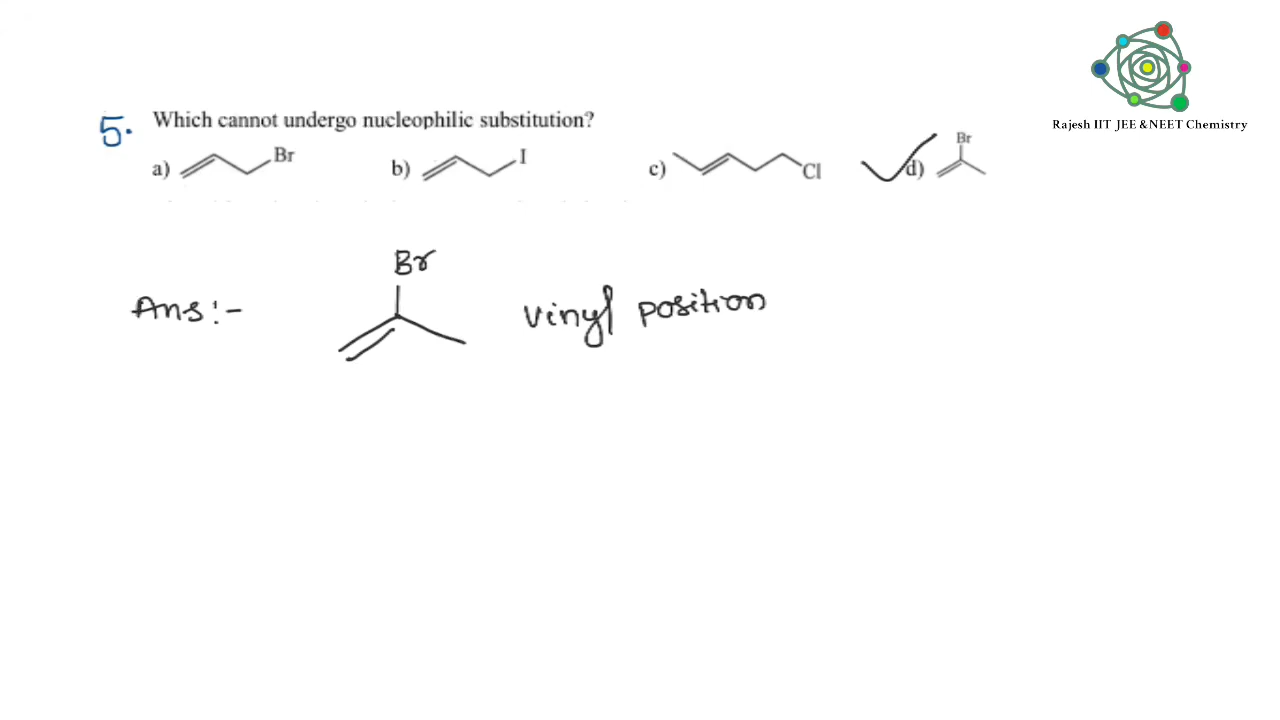 Rajesh IIT JEE &NEET Chemistry
5. Which cannot undergo nucleophilic substitution?
a) Br b) I c) Cl d) Br
Br
Ans:- vinyl position